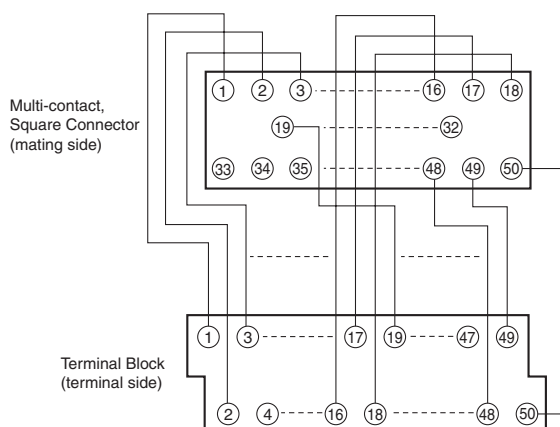 1 2 3 16 17 18
Multi-contact,
Square Connector
(mating side)
19 32
33 34 35 48 49 50
1 3 17 19 47 49
Terminal Block
(terminal side)
2 4 16 18 48 50